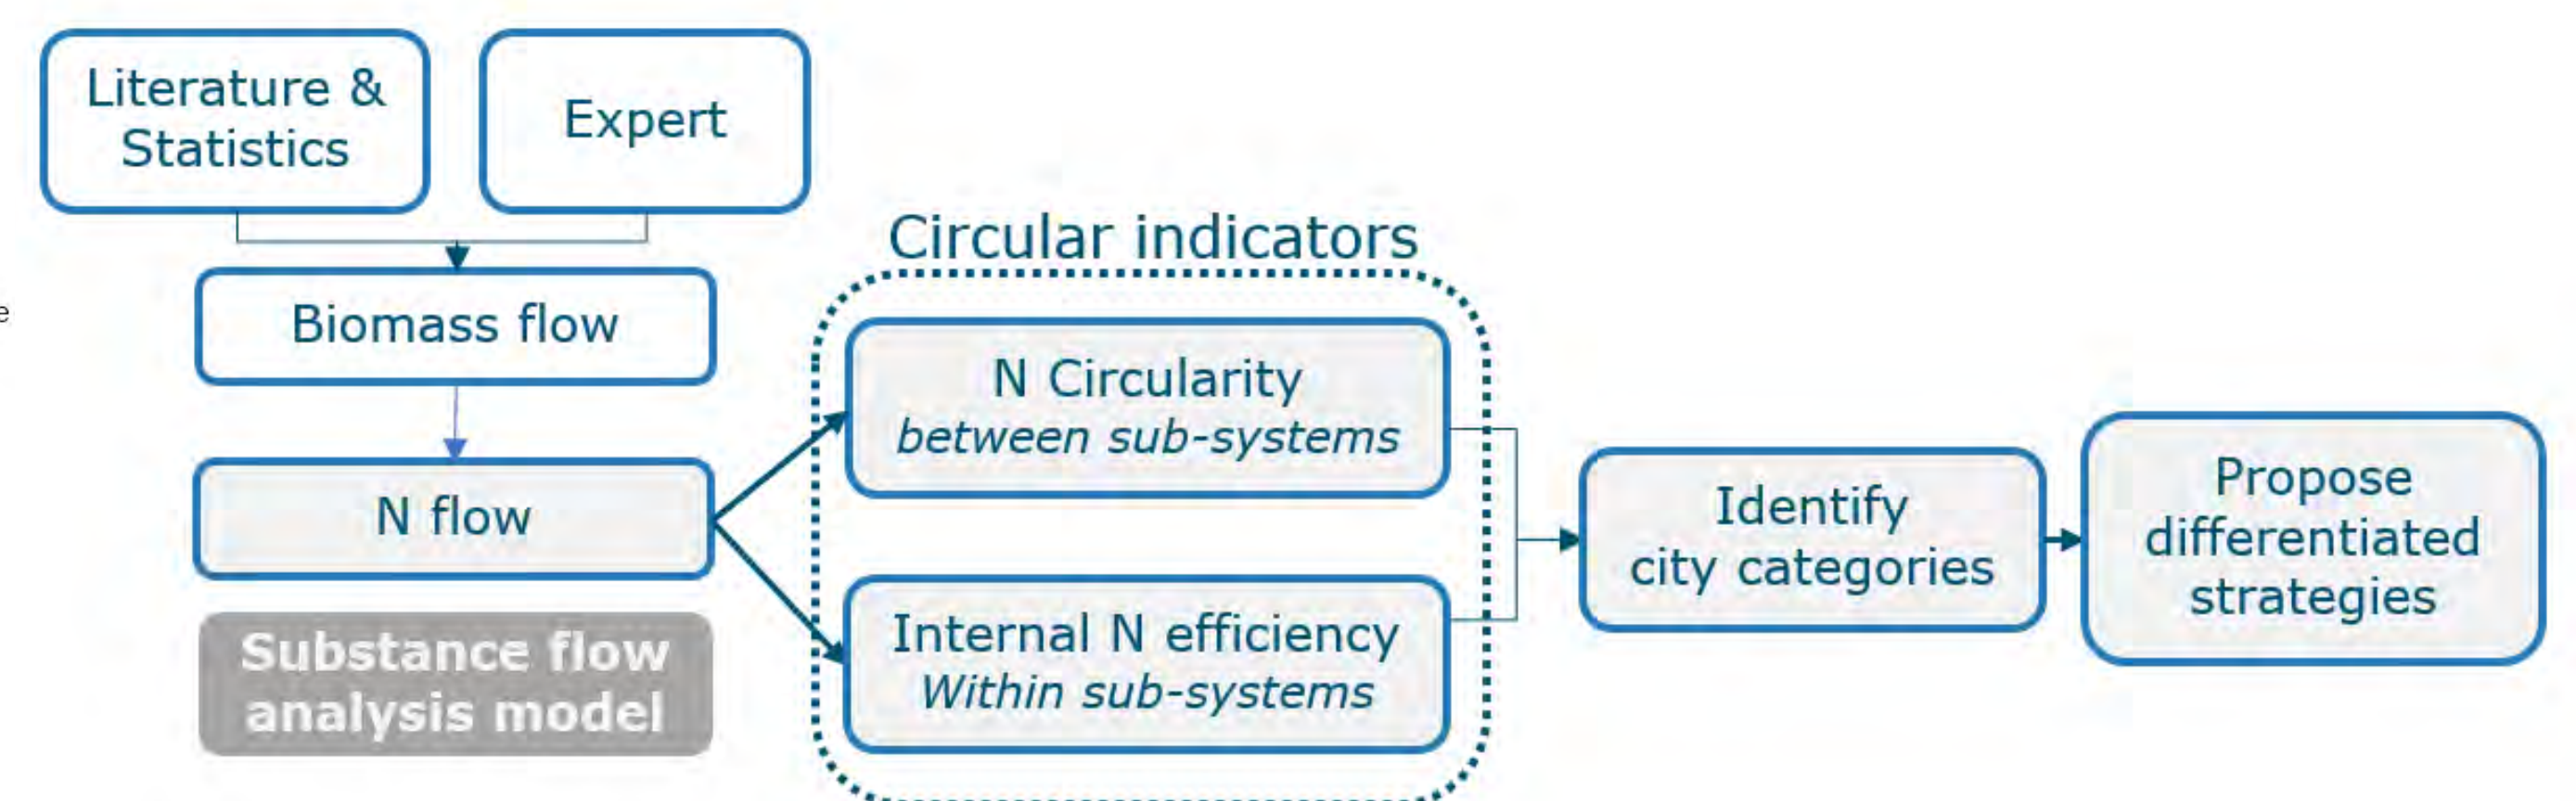 Literature &
Statistics
Expert
Biomass flow
e
N flow
Substance flow
analysis model
Circular indicators
N Circularity
between sub-systems
Internal N efficiency
Within sub-systems
Identify
city categories
Propose
differentiated
strategies